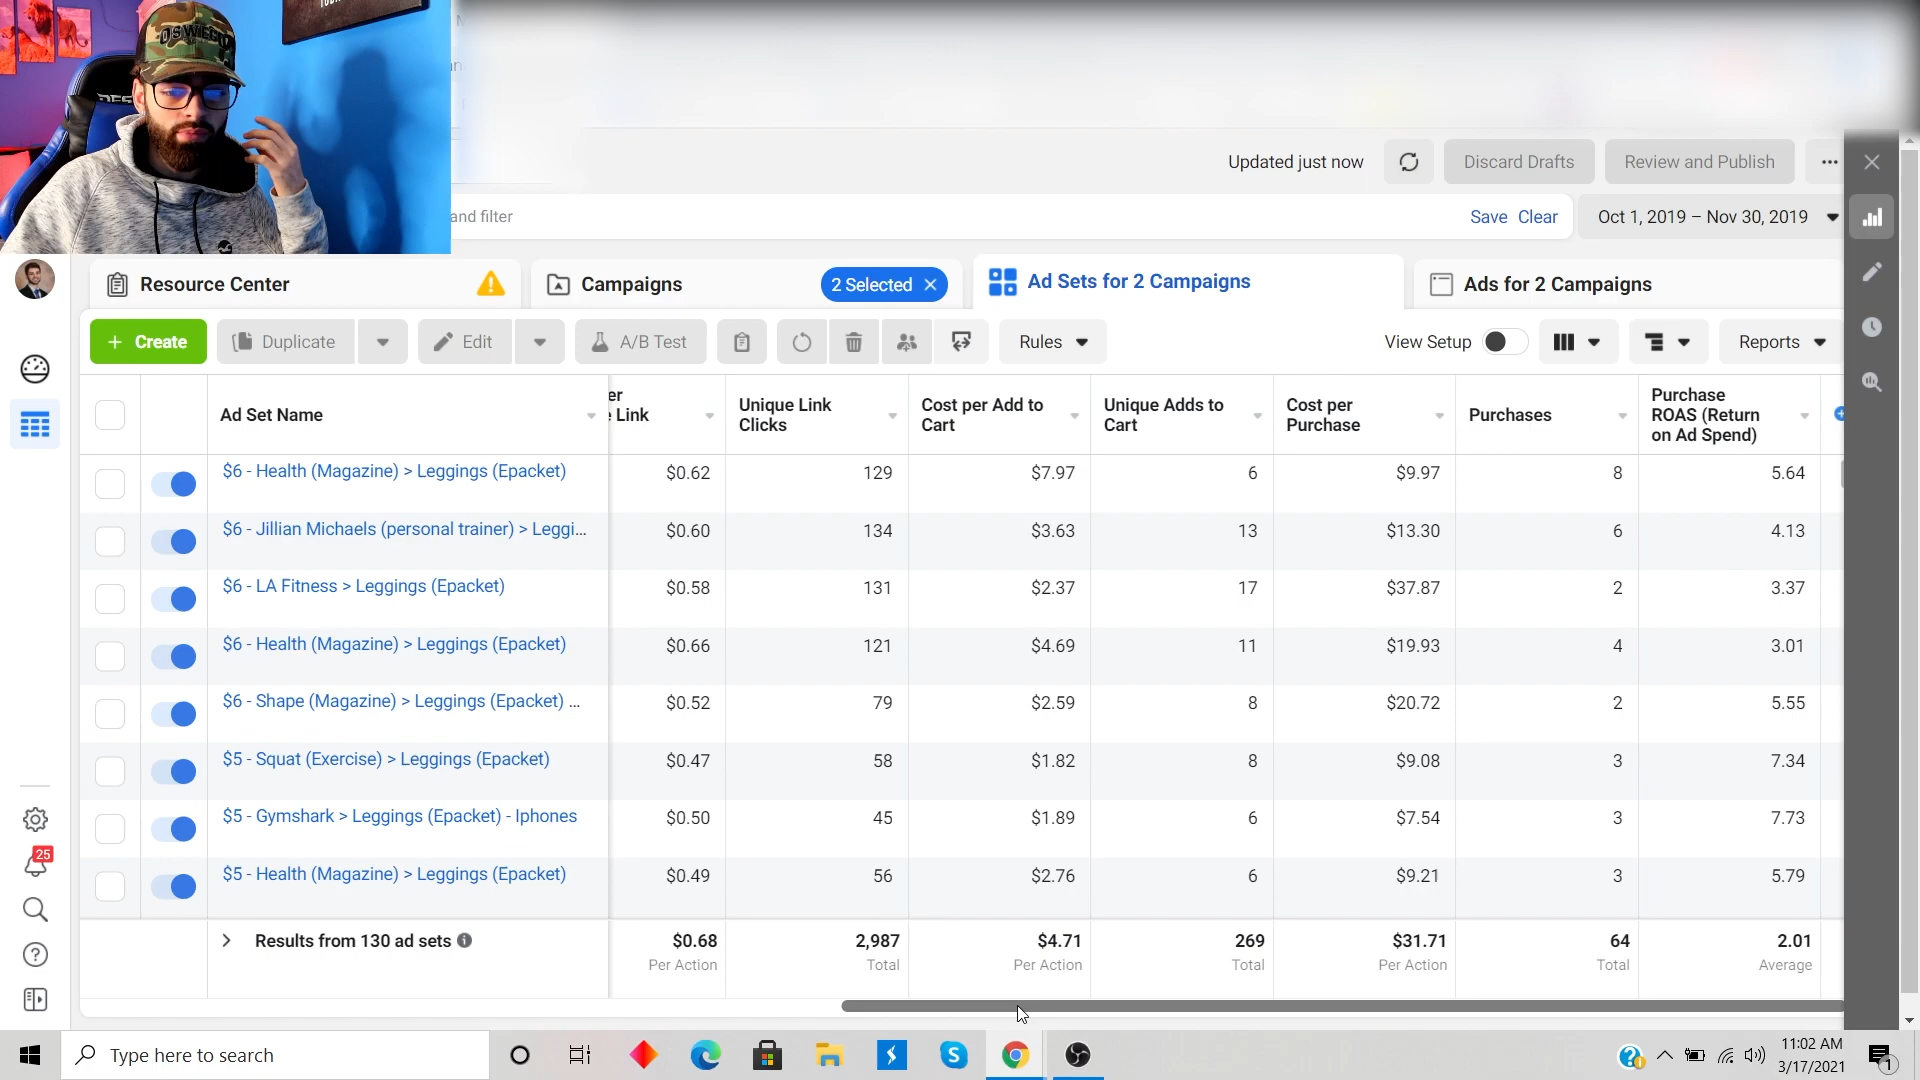 OSWIEGO
Updated just now
Discard Drafts
Review and Publish
and filter
Save Clear
Oct 1, 2019 – Nov 30, 2019
Resource Center
Campaigns
2 Selected
Ad Sets for 2 Campaigns
Ads for 2 Campaigns
+ Create
Duplicate
Edit
A/B Test
Rules
View Setup
Reports
Ad Set Name
er
Link
Unique Link
Clicks
Cost per Add to
Cart
Unique Adds to
Cart
Cost per
Purchase
Purchases
Purchase
ROAS (Return
on Ad Spend)
$6 - Health (Magazine) > Leggings (Epacket) $0.62 129 $7.97 6 $9.97 8 5.64
$6 - Jillian Michaels (personal trainer) > Leggi... $0.60 134 $3.63 13 $13.30 6 4.13
$6 - LA Fitness > Leggings (Epacket) $0.58 131 $2.37 17 $37.87 2 3.37
$6 - Health (Magazine) > Leggings (Epacket) $0.66 121 $4.69 11 $19.93 4 3.01
$6 - Shape (Magazine) > Leggings (Epacket) ... $0.52 79 $2.59 8 $20.72 2 5.55
$5 - Squat (Exercise) > Leggings (Epacket) $0.47 58 $1.82 8 $9.08 3 7.34
$5 - Gymshark > Leggings (Epacket) - Iphones $0.50 45 $1.89 6 $7.54 3 7.73
$5 - Health (Magazine) > Leggings (Epacket) $0.49 56 $2.76 6 $9.21 3 5.79
Results from 130 ad sets $0.68 2,987 $4.71 269 $31.71 64 2.01
Per Action Total Per Action Total Per Action Total Average
25
Type here to search
11:02 AM
3/17/2021
1